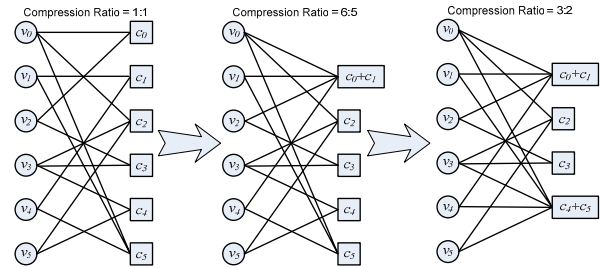 Compression Ratio = 1:1
Compression Ratio = 6:5
Compression Ratio = 3:2
v0
v1
v2
v3
v4
v5
c0
c1
c2
c3
c4
c5
v0
v1
v2
v3
v4
v5
c0+c1
c2
c3
c4
c5
v0
v1
v2
v3
v4
v5
c0+c1
c2
c3
c4+c5